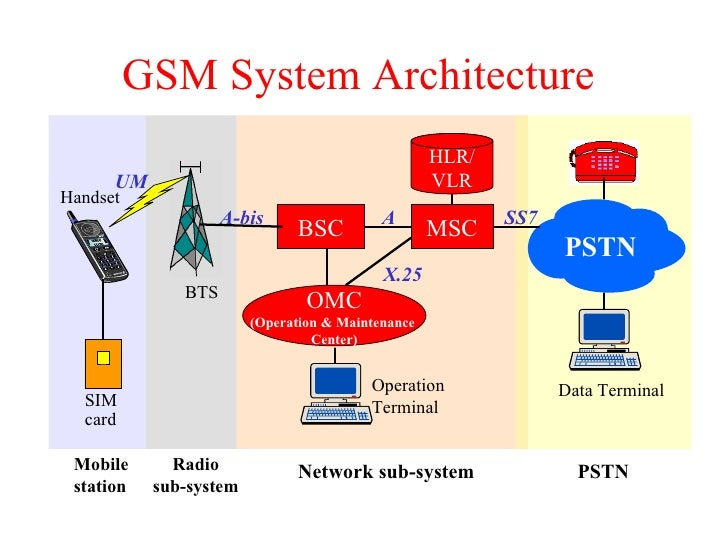 GSM System Architecture
HLR/
VLR
UM
Handset
A-bis
BSC
A
MSC
SS7
PSTN
X.25
BTS
OMC
(Operation & Maintenance
Center)
Operation
Terminal
Data Terminal
SIM
card
Mobile
station
Radio
sub-system
Network sub-system
PSTN